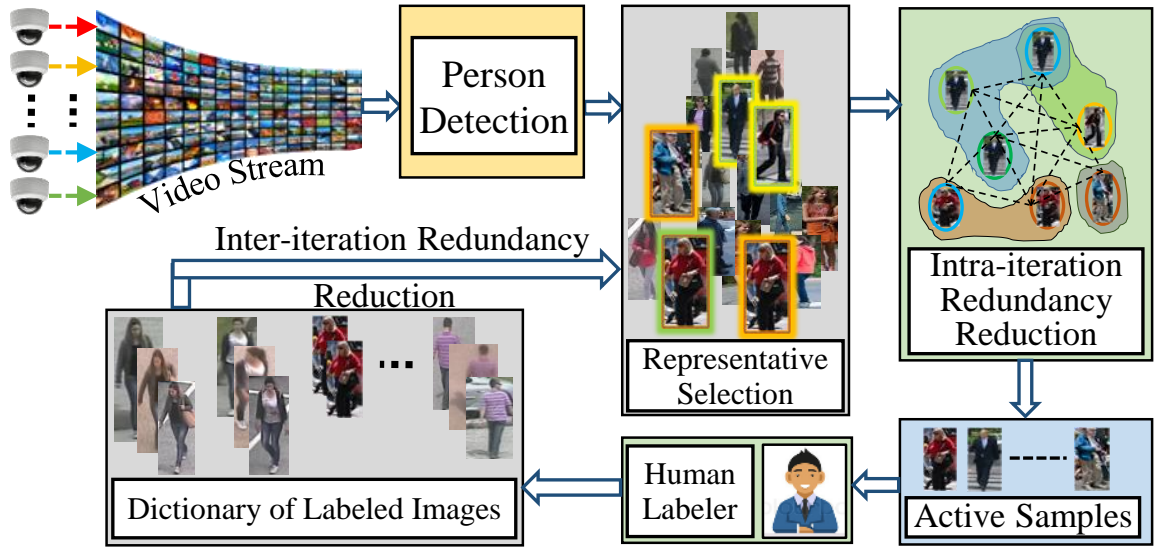 Person
Detection
Video Stream
Inter-iteration Redundancy
Reduction
Representative
Selection
Intra-iteration
Redundancy
Reduction
Dictionary of Labeled Images
Human
Labeler
Active Samples